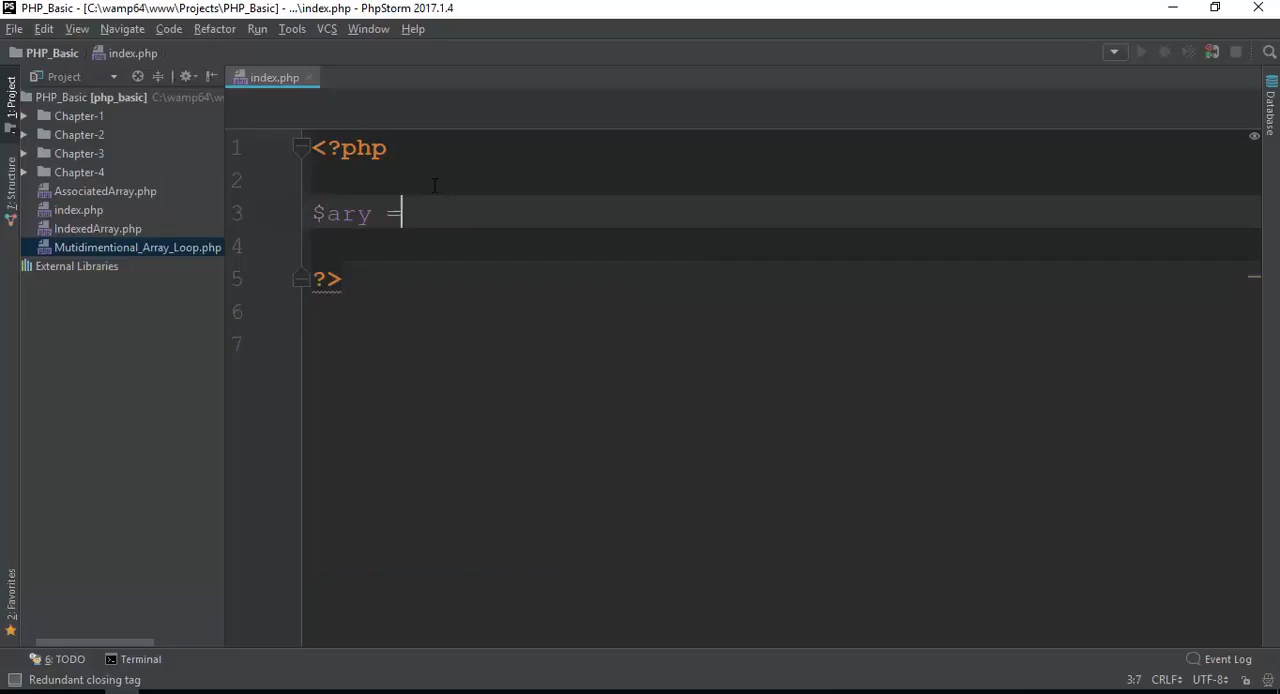 PS PHP_Basic - [C:\wamp64\www\Projects\PHP_Basic] - ...\index.php - PhpStorm 2017.1.4
File Edit View Navigate Code Refactor Run Tools VCS Window Help
PHP_Basic index.php
Project index.php
1: Project
7: Structure
2: Favorites
Database
PHP_Basic [php_basic] C:\wamp64\w
Chapter-1
Chapter-2
Chapter-3
Chapter-4
AssociatedArray.php
index.php
IndexedArray.php
Mutidimentional_Array_Loop.php
External Libraries
1 <?php
2
3 $ary =
4
5 ?>
6
7
6: TODO Terminal Event Log
Redundant closing tag 3:7 CRLF UTF-8